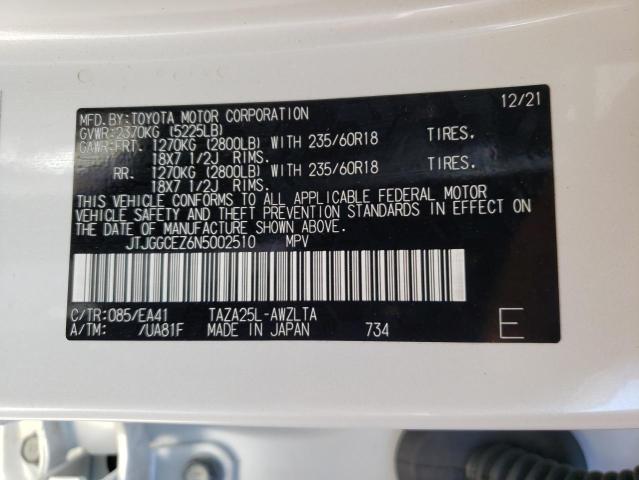 MFD.BY:TOYOTA MOTOR CORPORATION 12/21
GVWR:2370KG (5225LB)
GAWR:FRT. 1270KG (2800LB) WITH 235/60R18 TIRES.
18X7 1/2J RIMS.
RR. 1270KG (2800LB) WITH 235/60R18 TIRES.
18X7 1/2J RIMS.
THIS VEHICLE CONFORMS TO ALL APPLICABLE FEDERAL MOTOR
VEHICLE SAFETY AND THEFT PREVENTION STANDARDS IN EFFECT ON
THE DATE OF MANUFACTURE SHOWN ABOVE.
JTJGGCEZ6N5002510 MPV
C/TR:085/EA41 TAZA25L-AWZLTA
A/TM: /UA81F MADE IN JAPAN 734 E